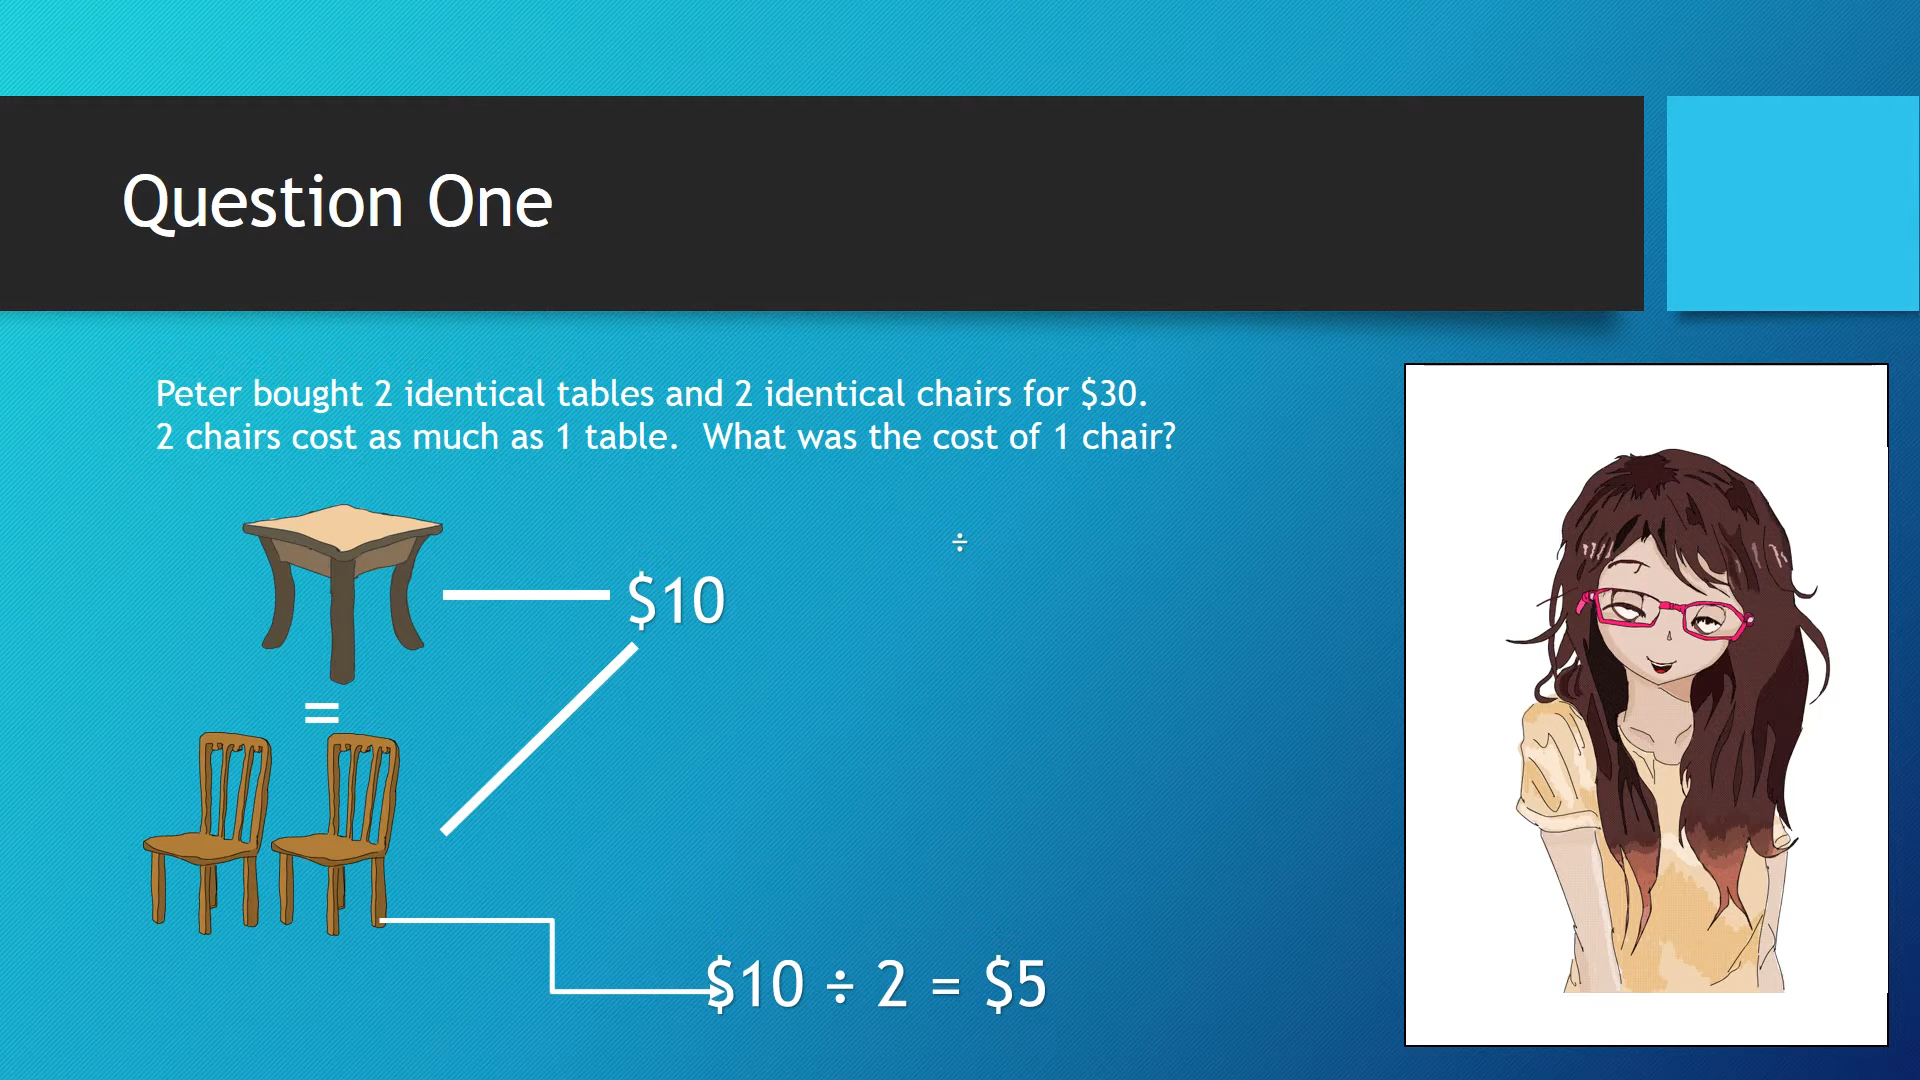 Question One
Peter bought 2 identical tables and 2 identical chairs for $30.
2 chairs cost as much as 1 table.  What was the cost of 1 chair?
÷
$10
=
$10 ÷ 2 = $5